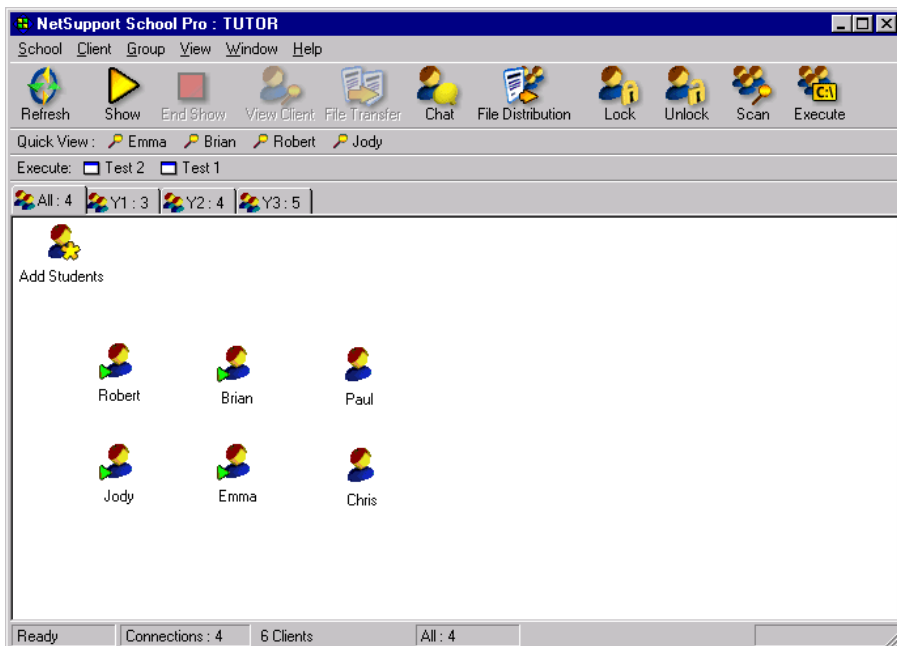 NetSupport School Pro : TUTOR
School Client Group View Window Help
Refresh Show End Show View Client File Transfer Chat File Distribution Lock Unlock Scan Execute
Quick View : Emma Brian Robert Jody
Execute: Test 2 Test 1
All : 4 Y1 : 3 Y2 : 4 Y3 : 5
Add Students
Robert Brian Paul
Jody Emma Chris
Ready Connections : 4 6 Clients All : 4